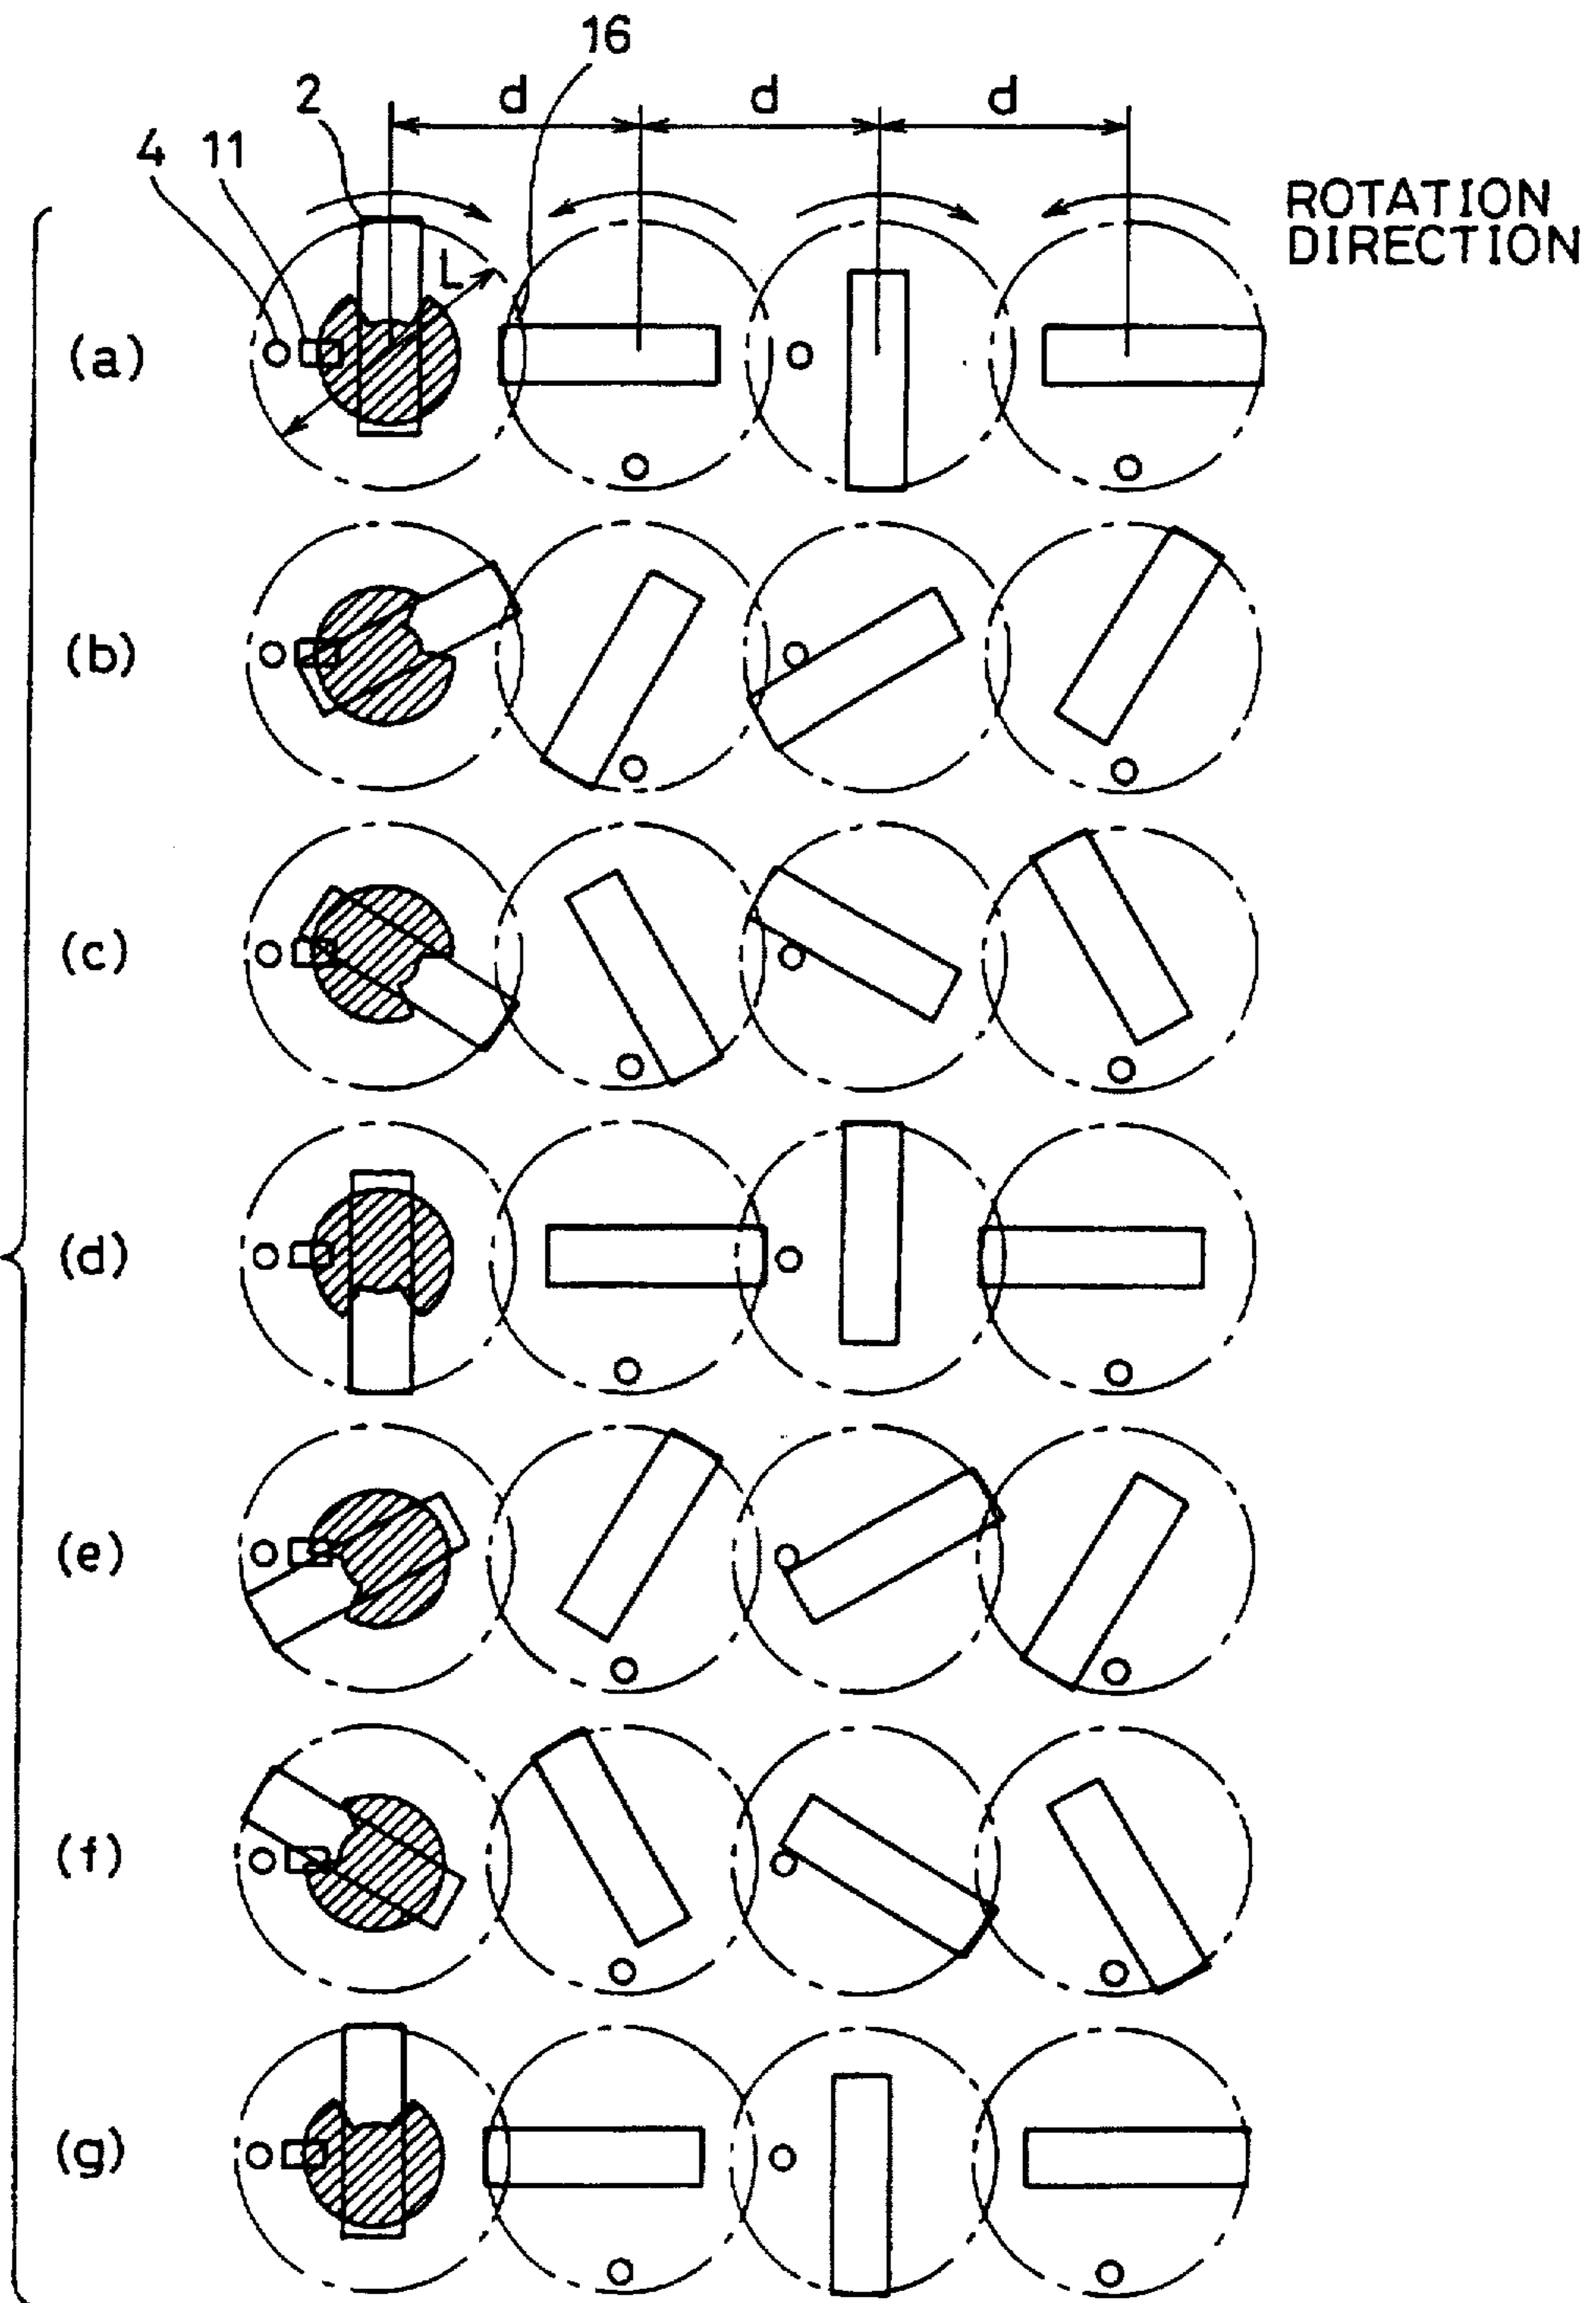 16
2 d d d
4 11
ROTATION
DIRECTION
L
(a)
(b)
(c)
(d)
(e)
(f)
(g)